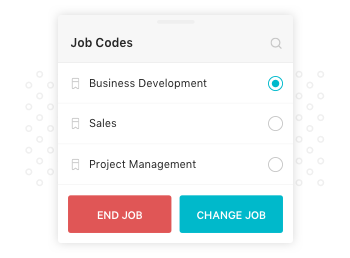 Job Codes
Business Development
Sales
Project Management
END JOB
CHANGE JOB